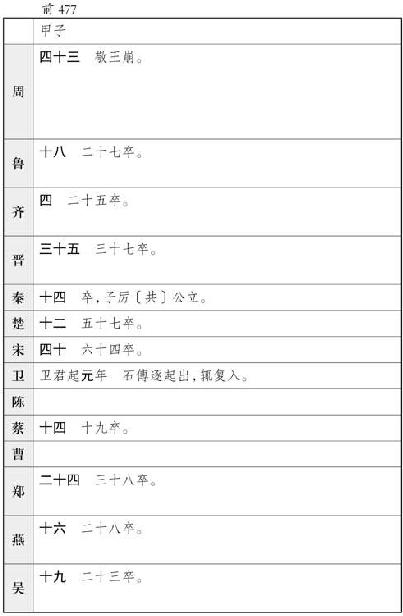 前 477
甲子
周 四十三 敬王崩。
鲁 十八 二十七卒。
齐 四 二十五卒。
晋 三十五 三十七卒。
秦 十四 卒，子厉〔共〕公立。
楚 十二 五十七卒。
宋 四十 六十四卒。
卫 卫君起元年 石傅逐起出，辄复入。
陈
蔡 十四 十九卒。
曹
郑 二十四 三十八卒。
燕 十六 二十八卒。
吴 十九 二十三卒。